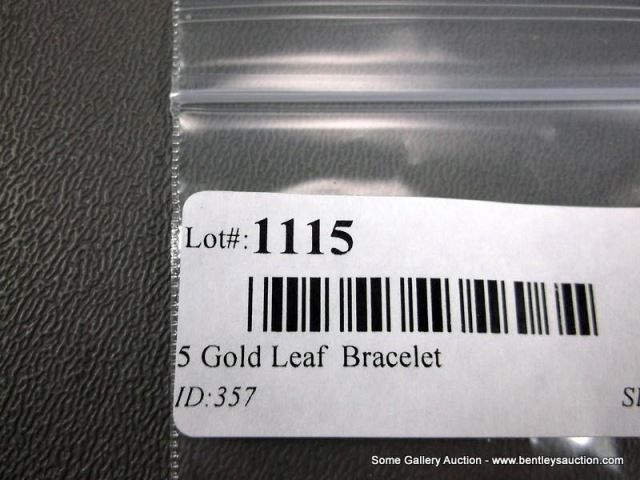 Lot#:1115
5 Gold Leaf Bracelet
ID:357
Some Gallery Auction - www.bentleysauction.com